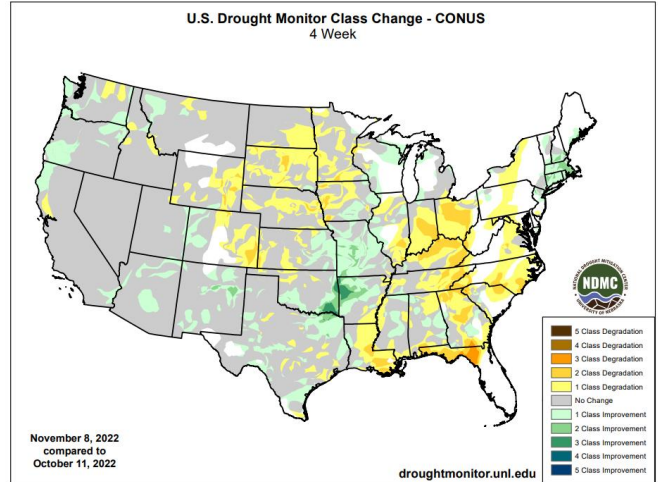 U.S. Drought Monitor Class Change - CONUS
4 Week
NATIONAL DROUGHT MITIGATION CENTER
NDMC
UNIVERSITY OF NEBRASKA
5 Class Degradation
4 Class Degradation
3 Class Degradation
2 Class Degradation
1 Class Degradation
No Change
1 Class Improvement
2 Class Improvement
3 Class Improvement
4 Class Improvement
5 Class Improvement
November 8, 2022
compared to
October 11, 2022
droughtmonitor.unl.edu